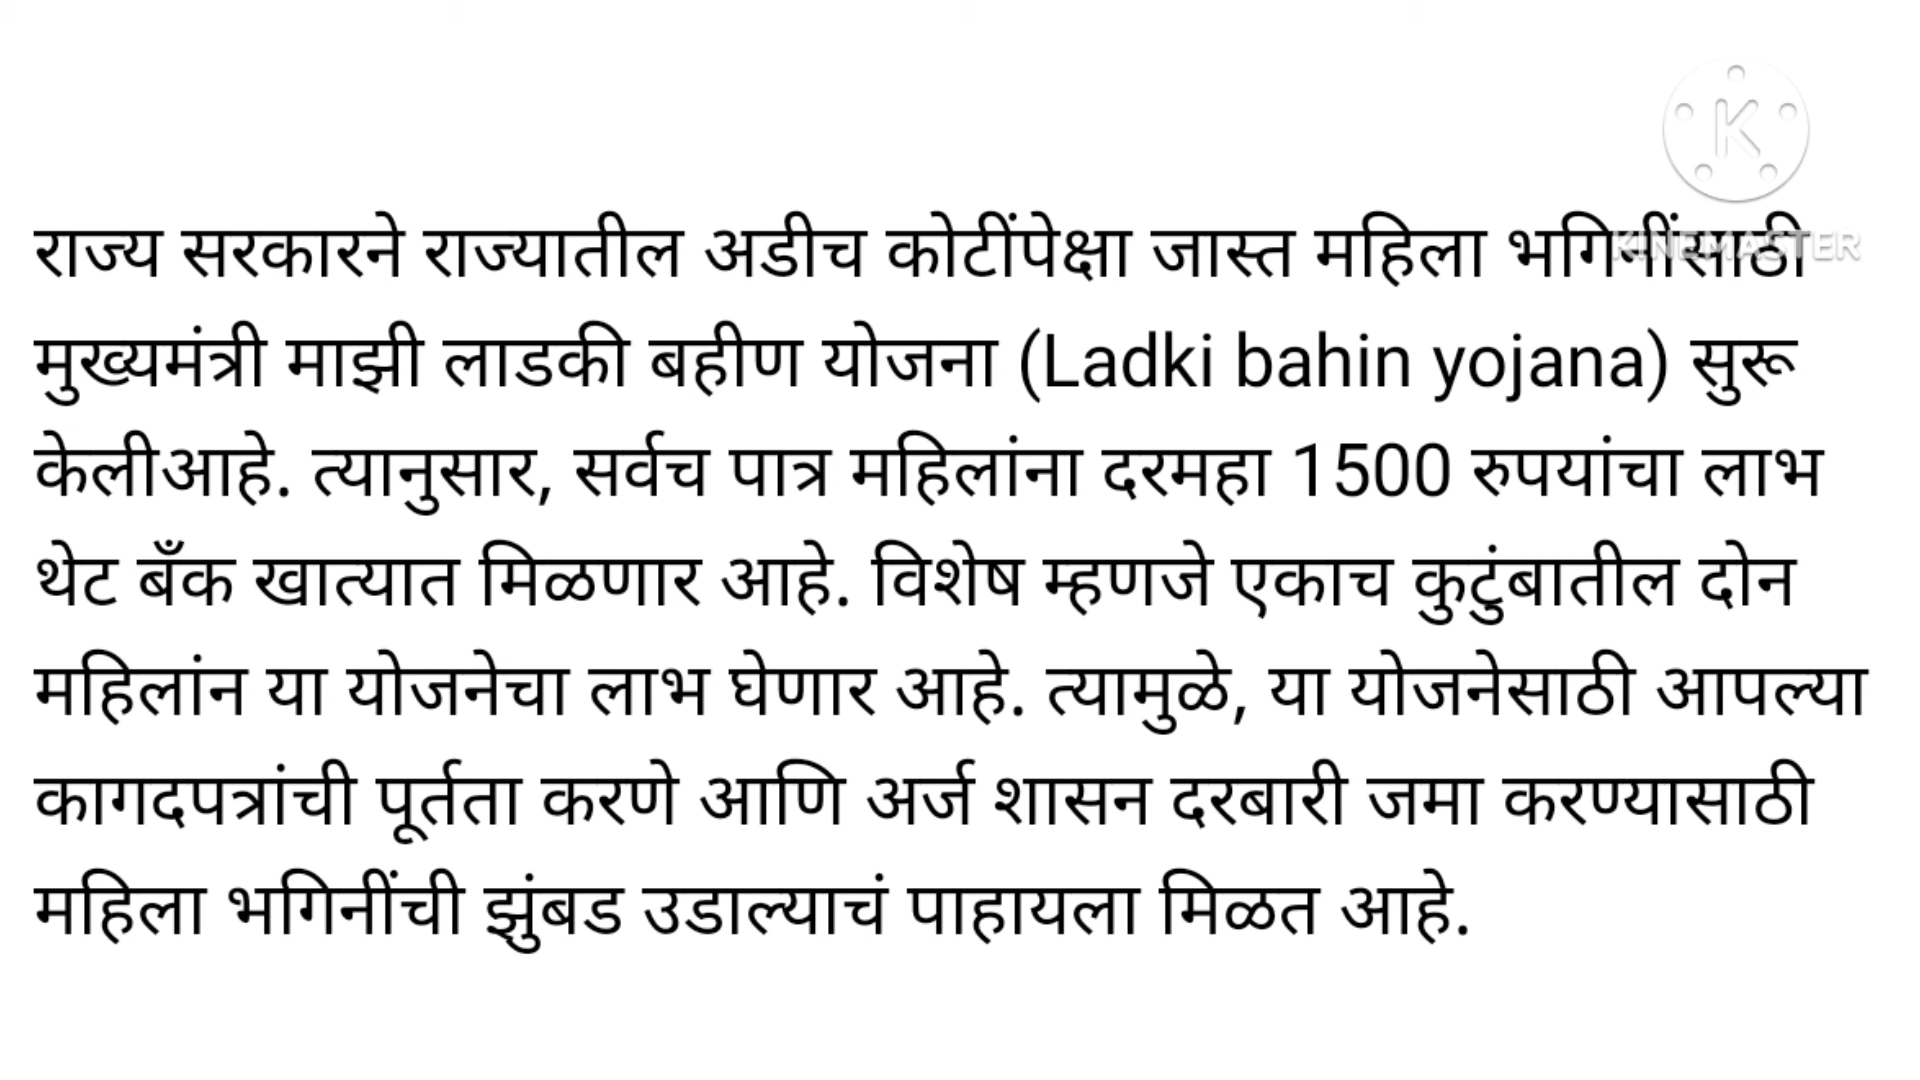 KINEMASTER
राज्य सरकारने राज्यातील अडीच कोटींपेक्षा जास्त महिला भगिनींसाठी
मुख्यमंत्री माझी लाडकी बहीण योजना (Ladki bahin yojana) सुरू
केलीआहे. त्यानुसार, सर्वच पात्र महिलांना दरमहा 1500 रुपयांचा लाभ
थेट बँक खात्यात मिळणार आहे. विशेष म्हणजे एकाच कुटुंबातील दोन
महिलांन या योजनेचा लाभ घेणार आहे. त्यामुळे, या योजनेसाठी आपल्या
कागदपत्रांची पूर्तता करणे आणि अर्ज शासन दरबारी जमा करण्यासाठी
महिला भगिनींची झुंबड उडाल्याचं पाहायला मिळत आहे.